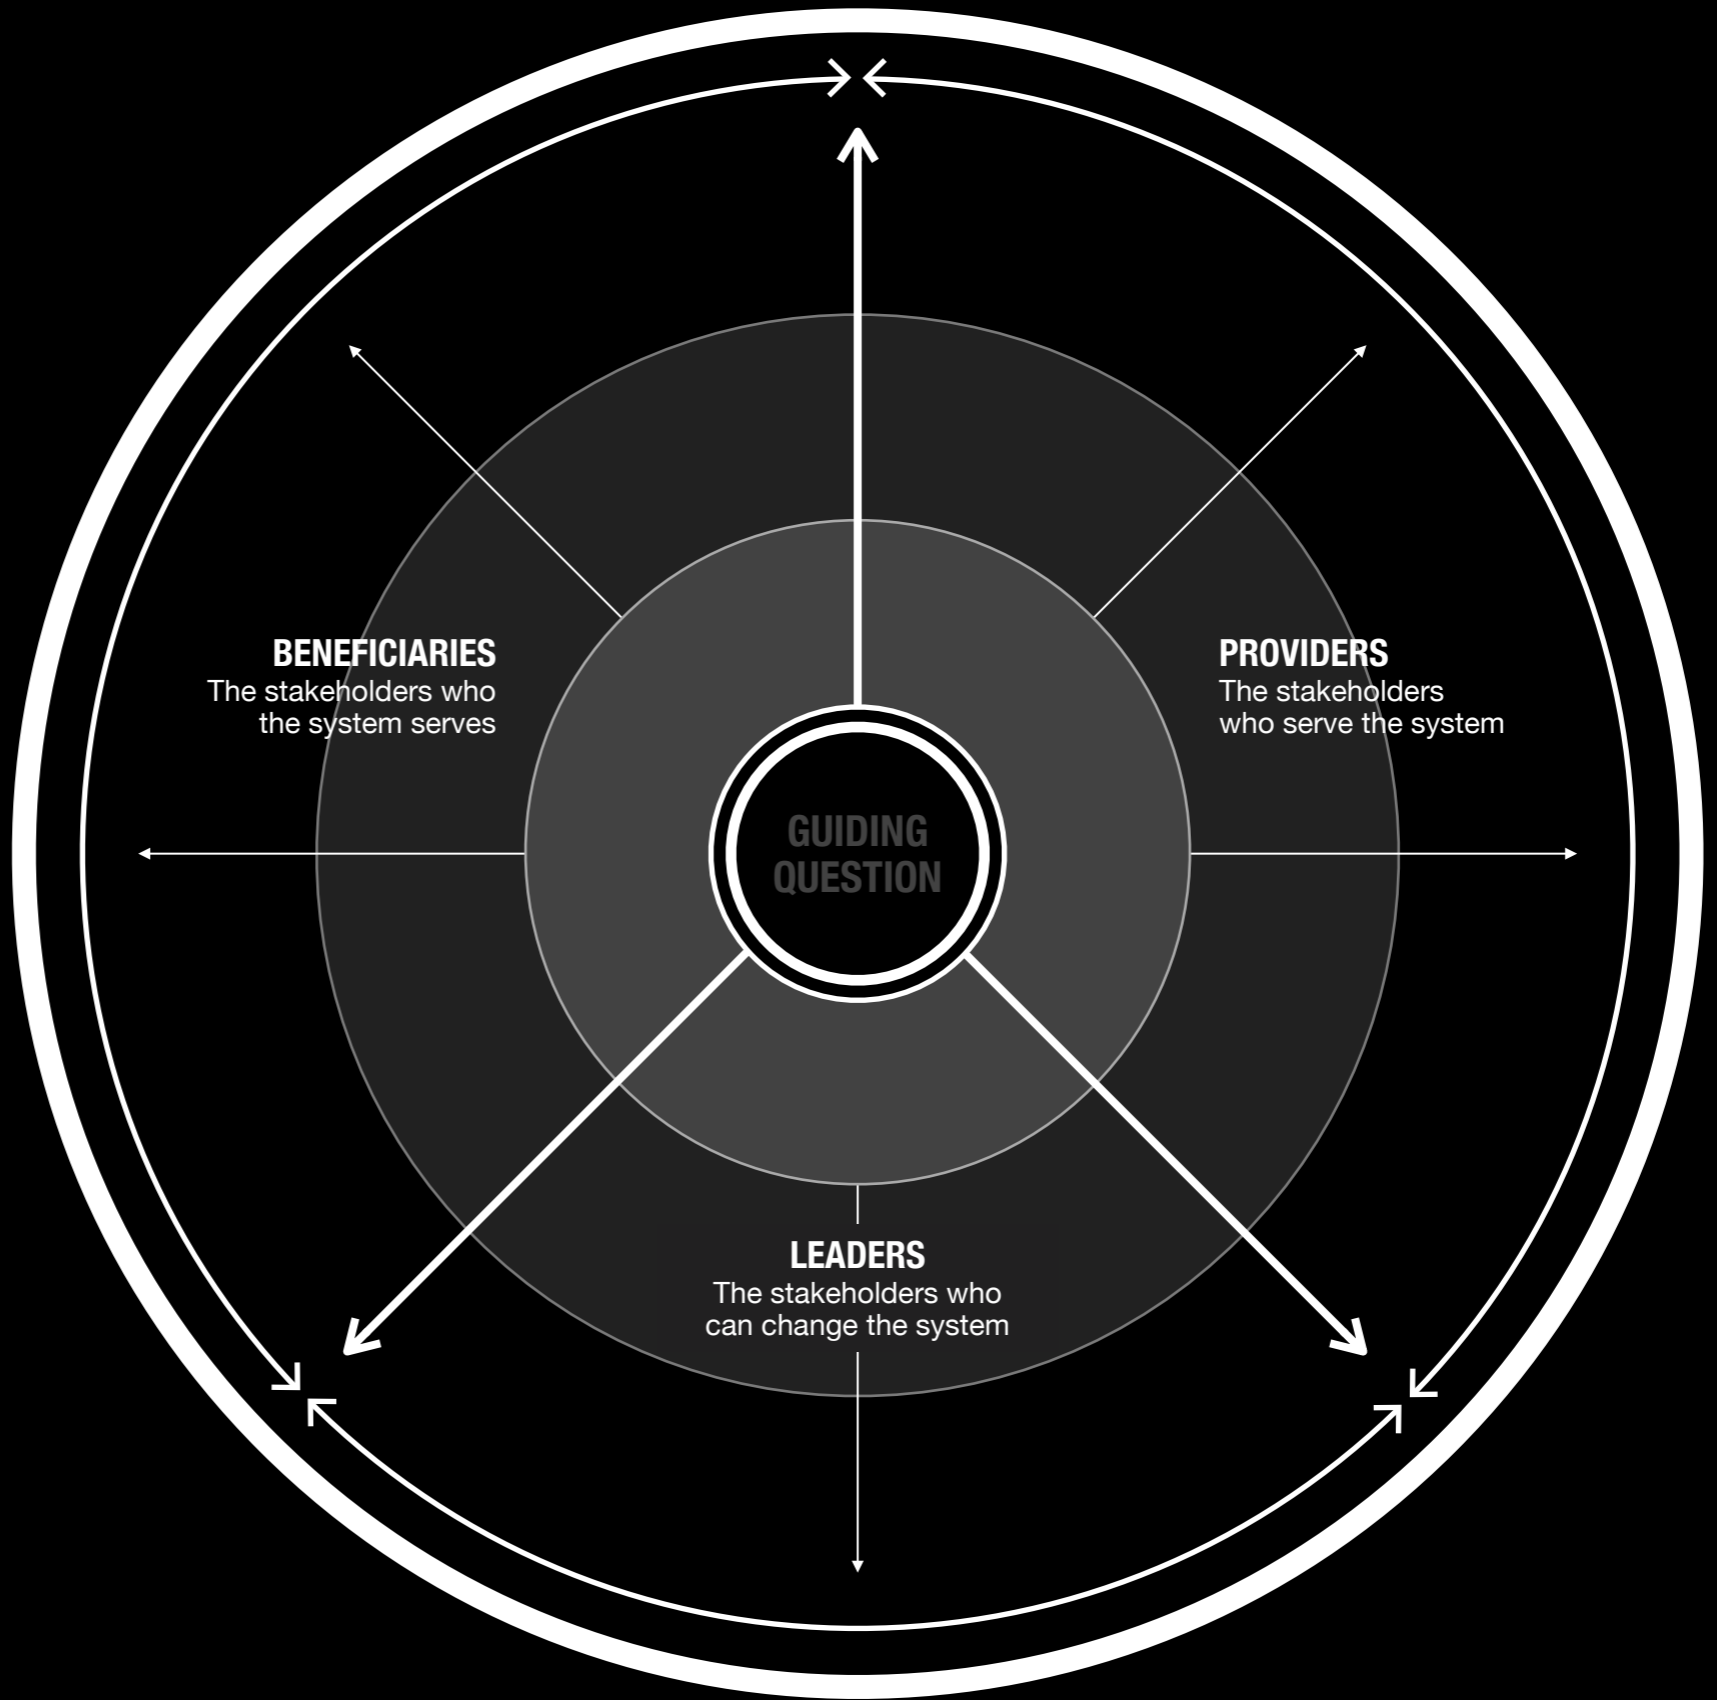 BENEFICIARIES
The stakeholders who
the system serves
PROVIDERS
The stakeholders
who serve the system
GUIDING
QUESTION
LEADERS
The stakeholders who
can change the system